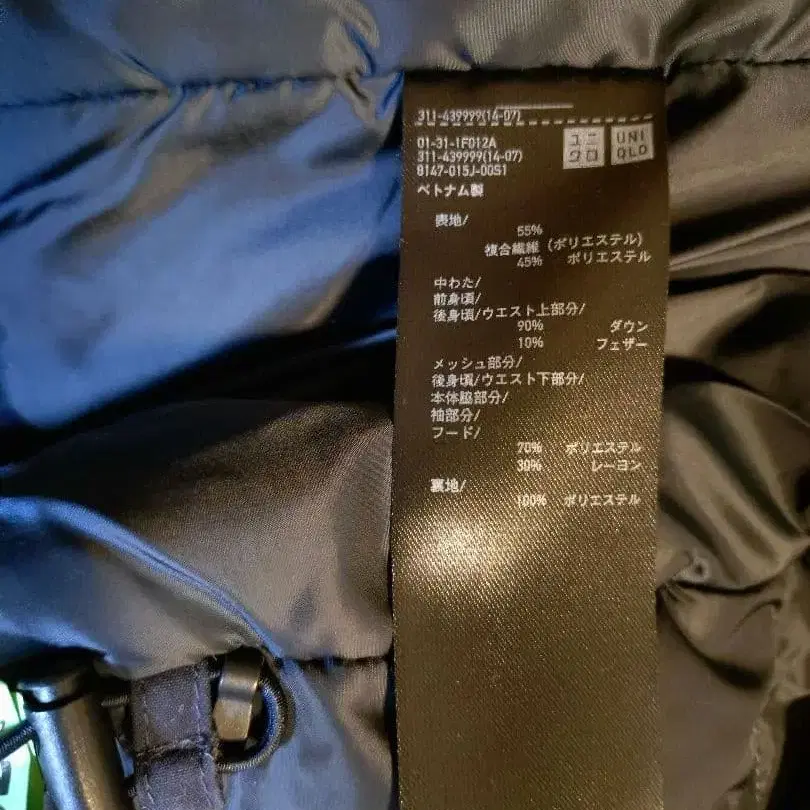 311-439999(14-07)
ユニクロ UNIQLO
01-31-1F012A
311-439999(14-07)
8147-015J-00S1
ベトナム製
表地/
55%
複合繊維 (ポリエステル)
45% ポリエステル
中わた/
前身頃/
後身頃/ウエスト上部分/
90% ダウン
10% フェザー
メッシュ部分/
後身頃/ウエスト下部分/
本体脇部分/
袖部分/
フード/
70% ポリエステル
30% レーヨン
裏地/
100% ポリエステル